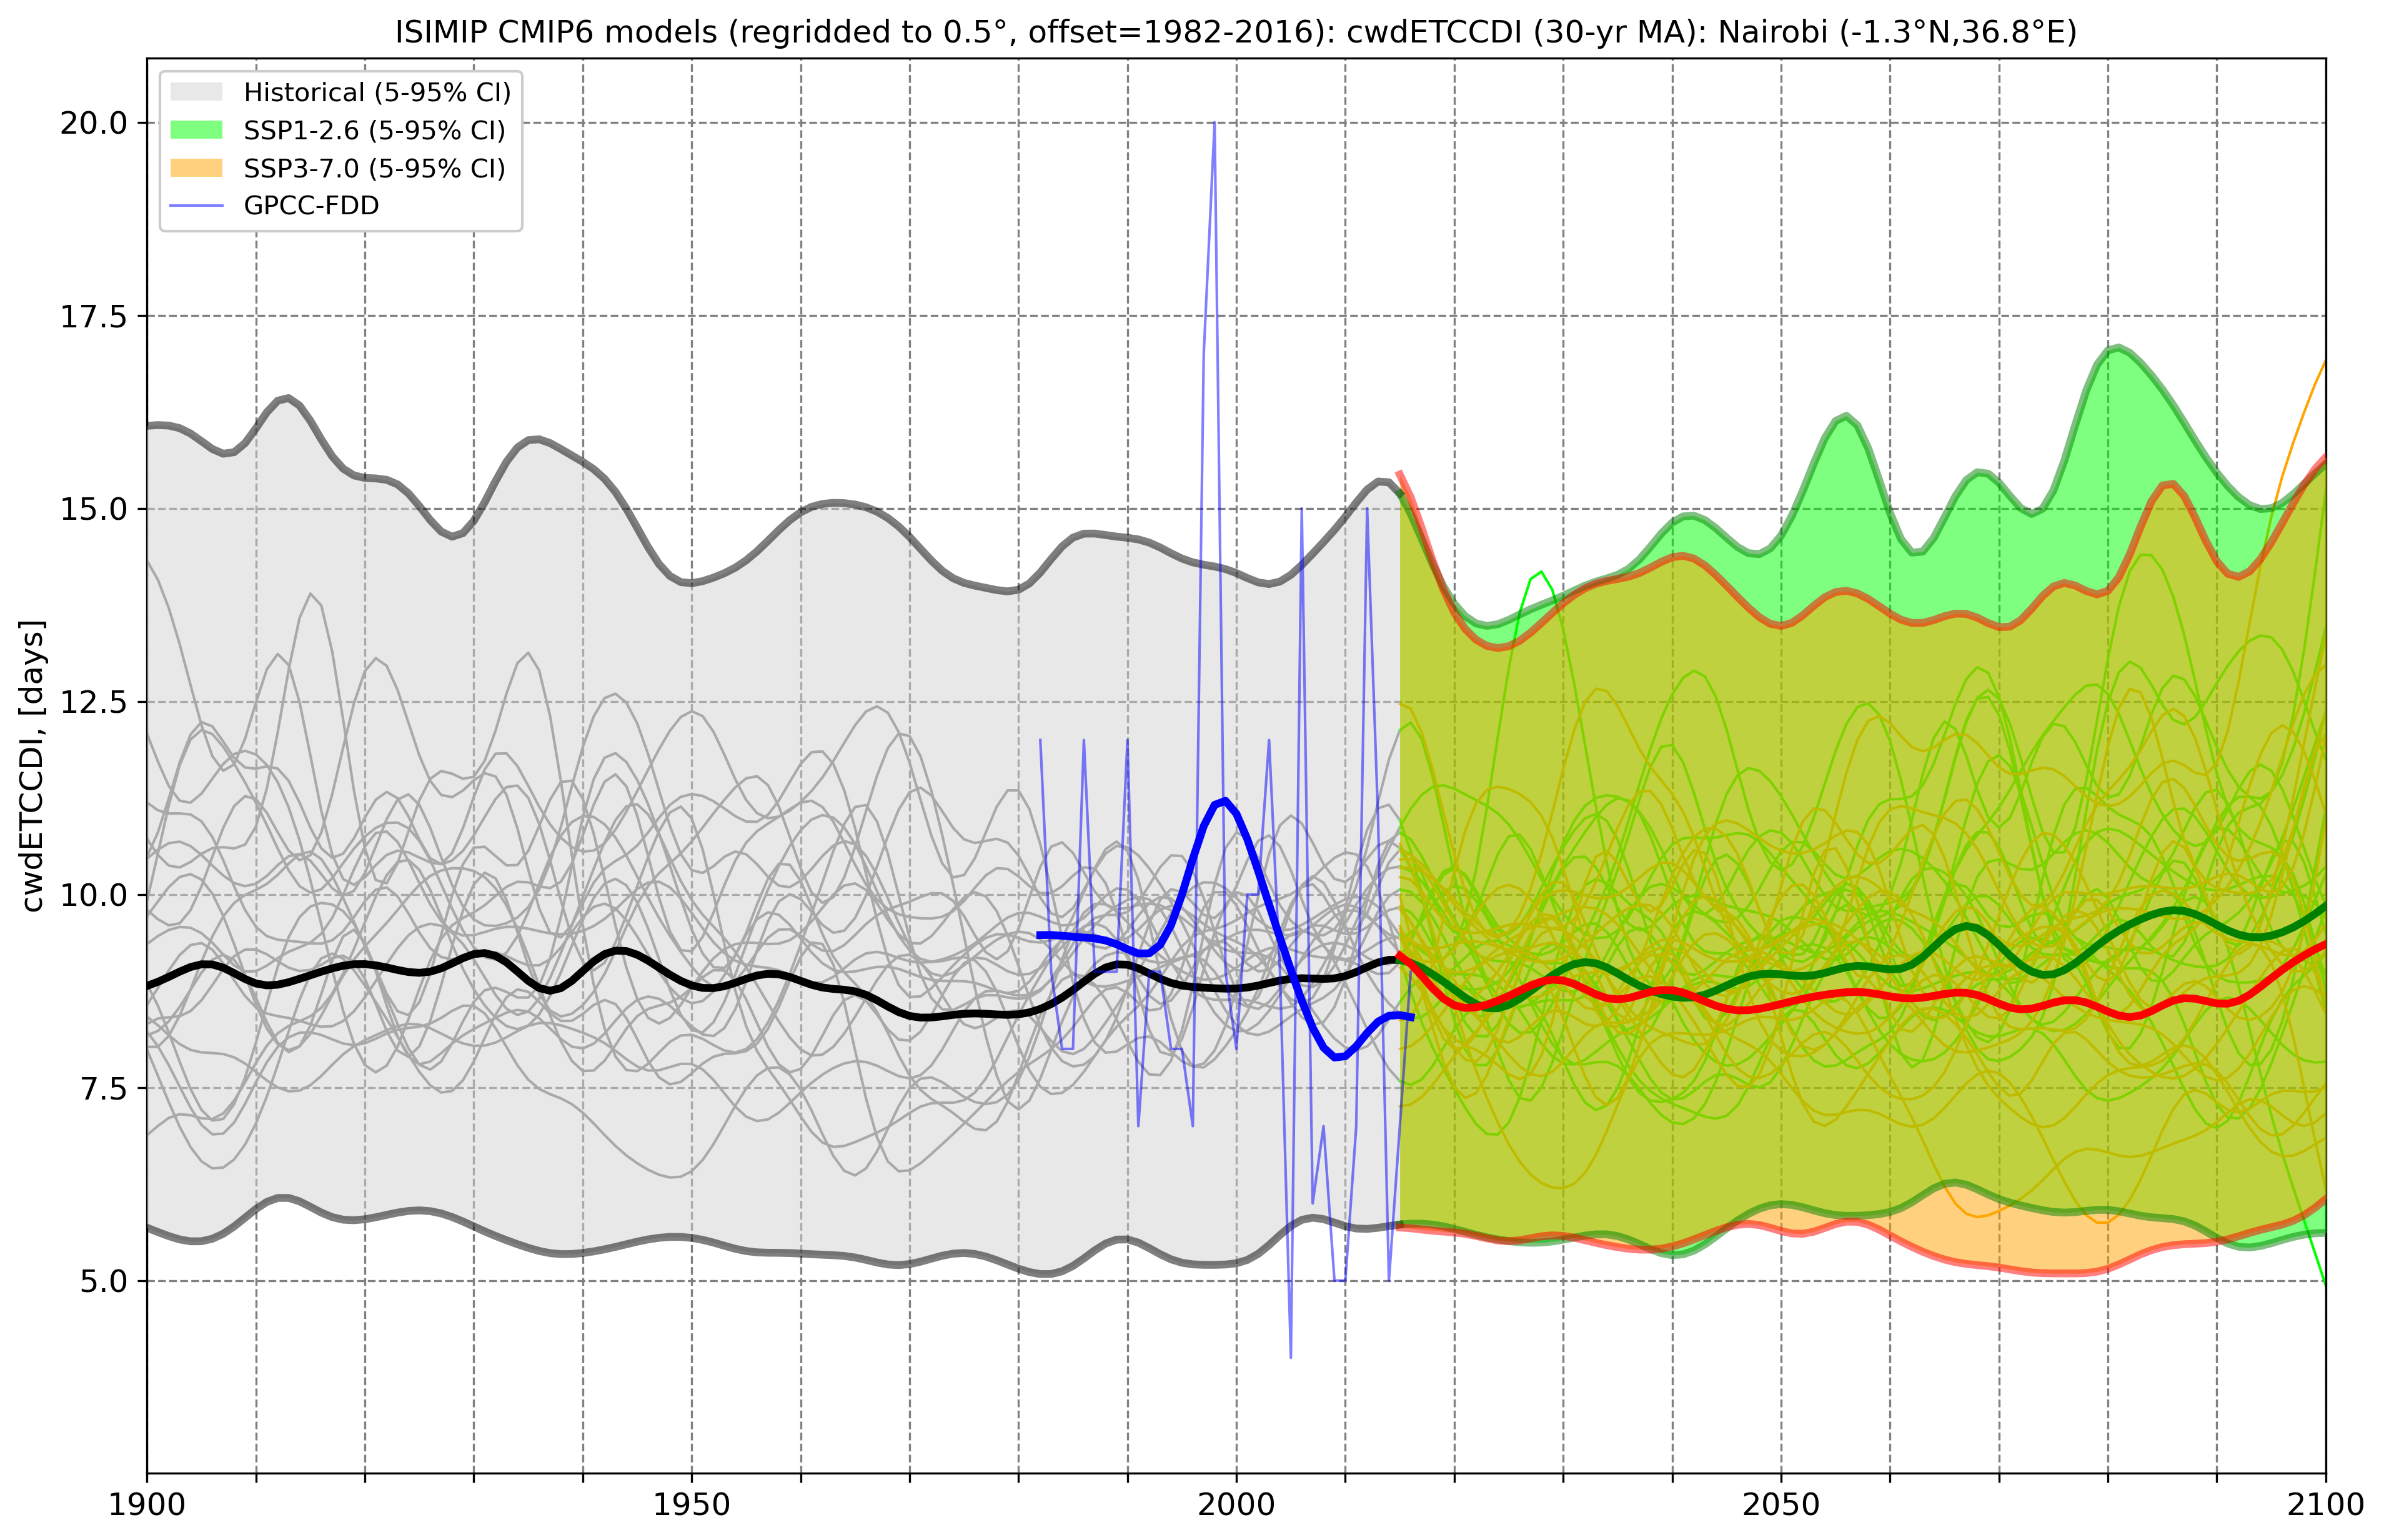 ISIMIP CMIP6 models (regridded to 0.5°, offset=1982-2016): cwdETCCDI (30-yr MA): Nairobi (-1.3°N,36.8°E)
Historical (5-95% CI)
SSP1-2.6 (5-95% CI)
SSP3-7.0 (5-95% CI)
GPCC-FDD
cwdETCCDI, [days]
20.0
17.5
15.0
12.5
10.0
7.5
5.0
1900
1950
2000
2050
2100